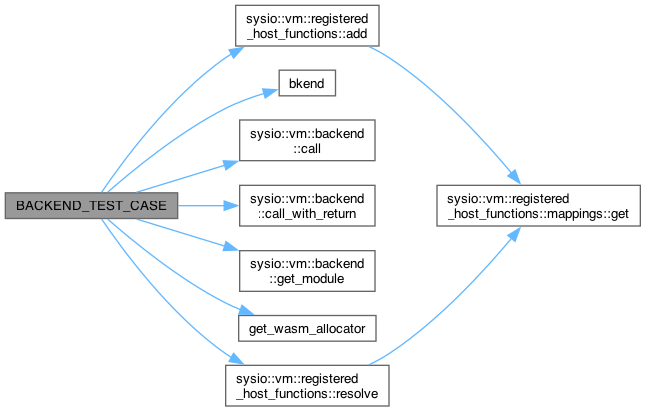 sysio::vm::registered
_host_functions::add
bkend
sysio::vm::backend
::call
BACKEND_TEST_CASE
sysio::vm::backend
::call_with_return
sysio::vm::registered
_host_functions::mappings::get
sysio::vm::backend
::get_module
get_wasm_allocator
sysio::vm::registered
_host_functions::resolve